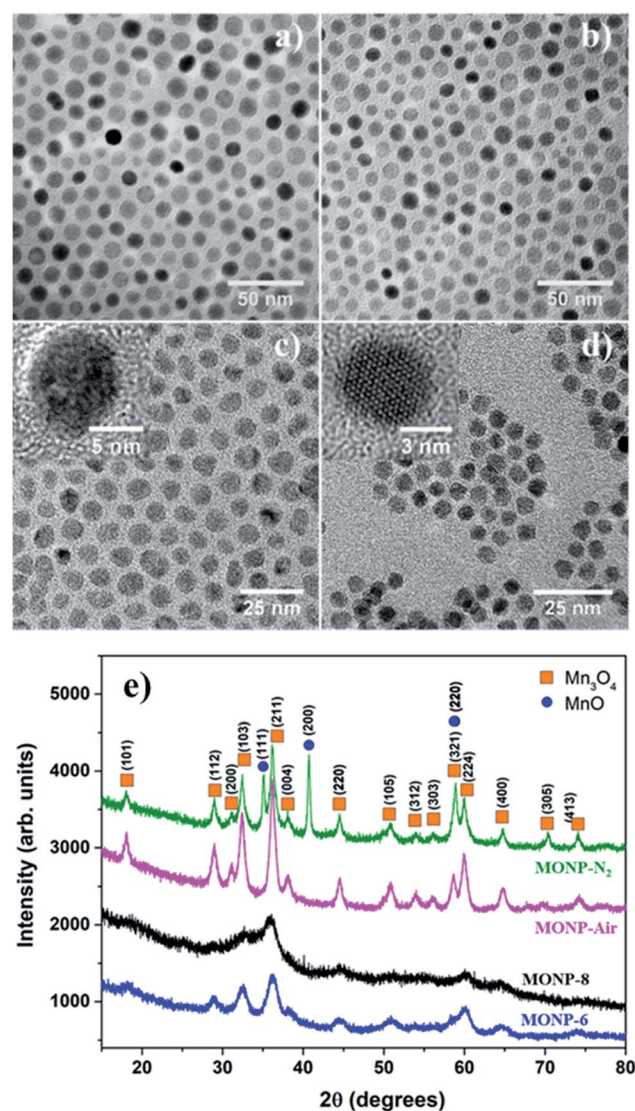 a)
b)
50 nm
50 nm
c)
d)
5 nm
3 nm
25 nm
25 nm
e)
Mn₃O₄
MnO
(101)
(112)
(200)
(103)
(111)
(211)
(004)
(200)
(220)
(105)
(312)
(303)
(220)
(321)
(224)
(400)
(305)
(413)
MONP-N₂
MONP-Air
MONP-8
MONP-6
5000
4000
3000
2000
1000
Intensity (arb. units)
20 30 40 50 60 70 80
2θ (degrees)